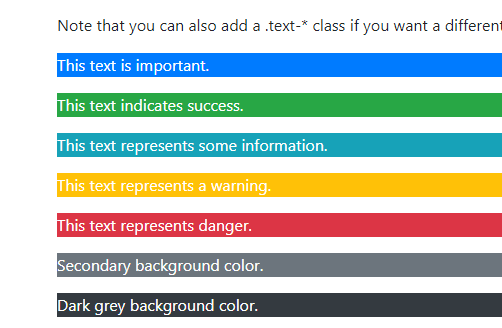 Note that you can also add a .text-* class if you want a different
This text is important.
This text indicates success.
This text represents some information.
This text represents a warning.
This text represents danger.
Secondary background color.
Dark grey background color.